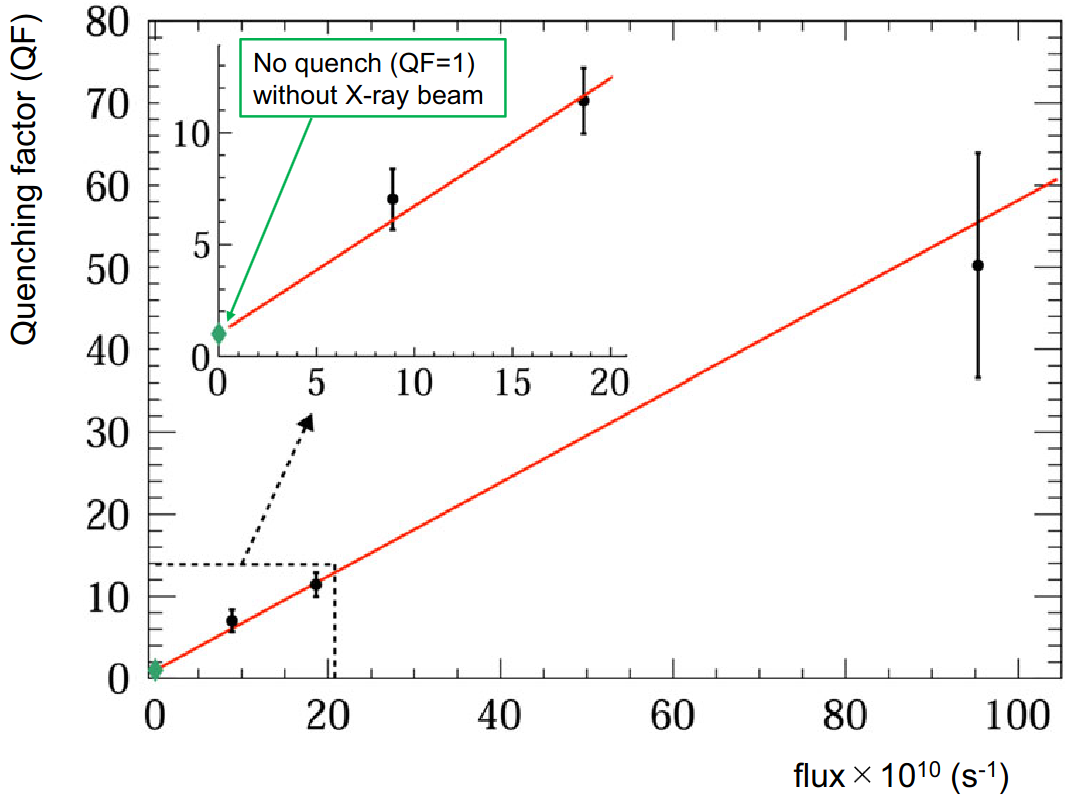 Quenching factor (QF)
80
70
60
50
40
30
20
10
0
No quench (QF=1)
without X-ray beam
10
5
0
0 5 10 15 20
0 20 40 60 80 100
flux × 10¹⁰ (s⁻¹)